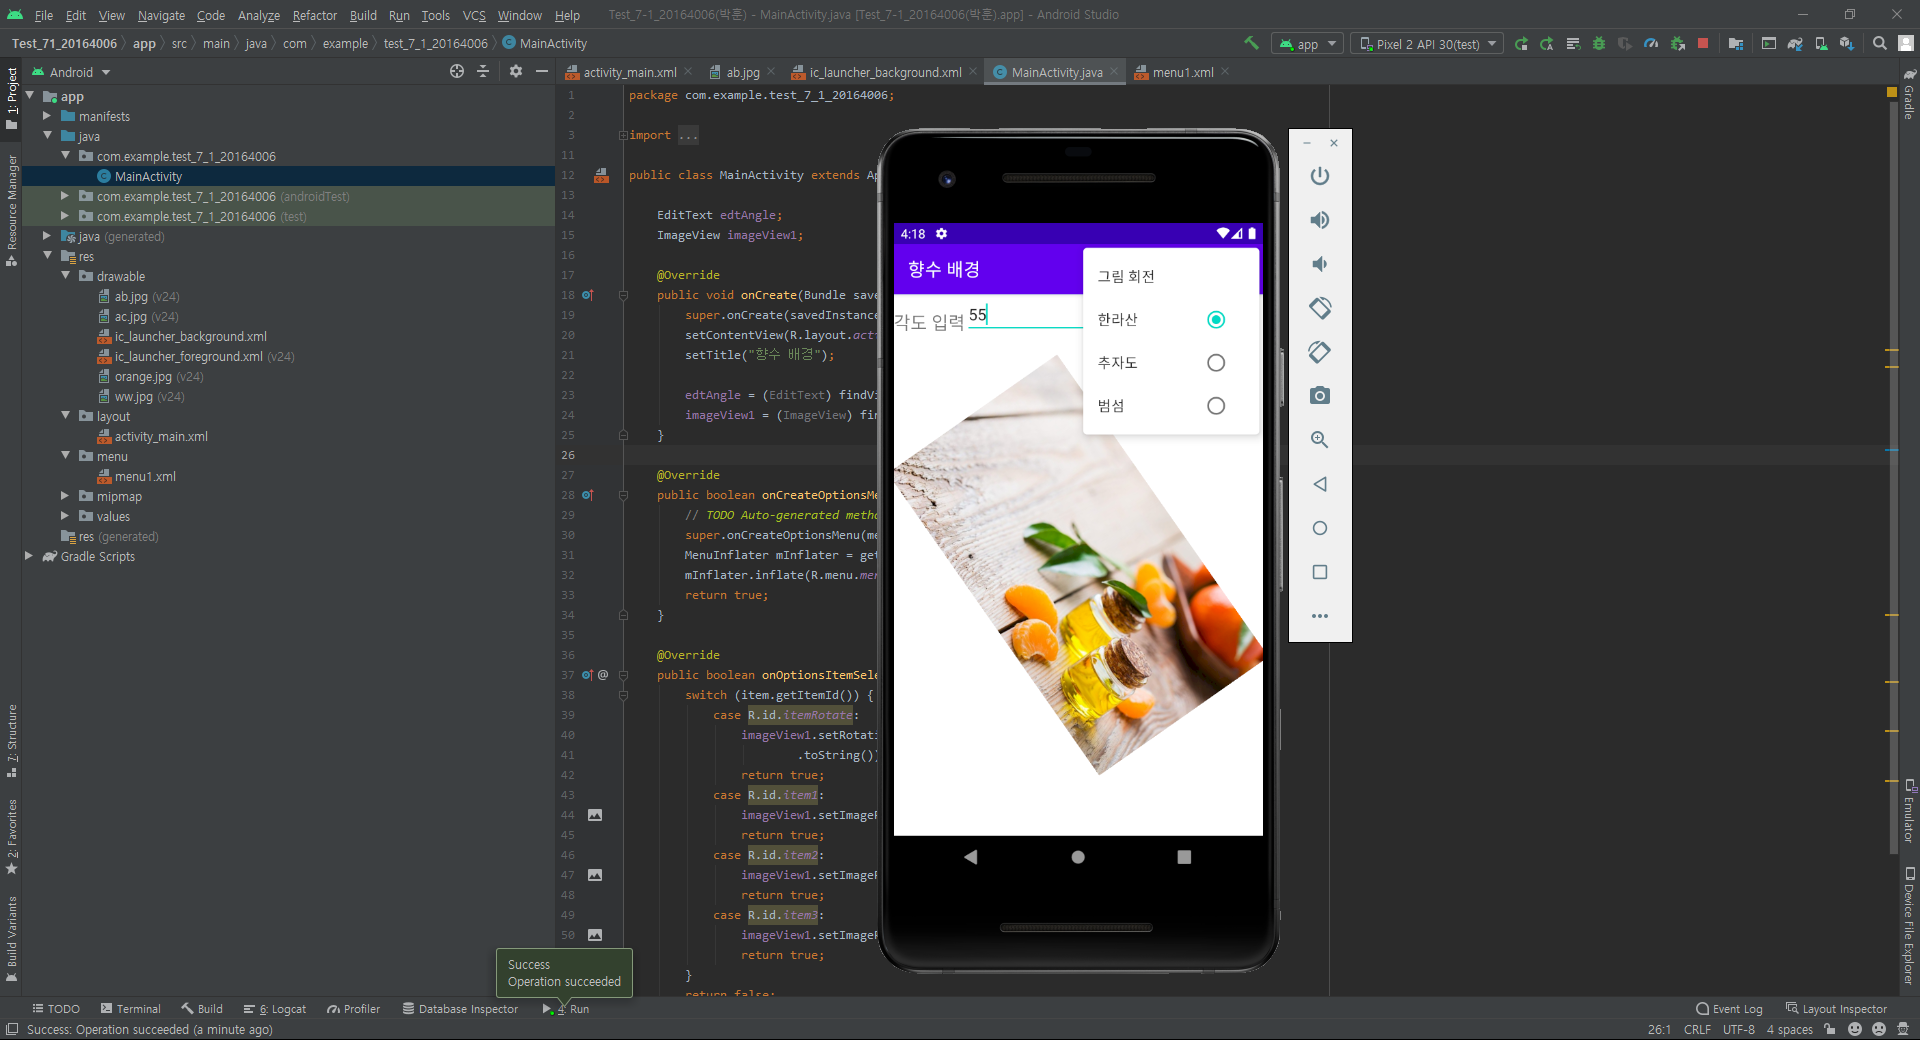 File Edit View Navigate Code Analyze Refactor Build Run Tools VCS Window Help Test_7-1_20164006(박훈) - MainActivity.java [Test_7-1_20164006(박훈).app] - Android Studio
Test_71_20164006 app src main java com example test_7_1_20164006 MainActivity app Pixel 2 API 30(test)
Android
activity_main.xml ab.jpg ic_launcher_background.xml MainActivity.java menu1.xml
1: Project
Resource Manager
7: Structure
2: Favorites
Build Variants
app
manifests
java
com.example.test_7_1_20164006
MainActivity
com.example.test_7_1_20164006 (androidTest)
com.example.test_7_1_20164006 (test)
java (generated)
res
drawable
ab.jpg (v24)
ac.jpg (v24)
ic_launcher_background.xml
ic_launcher_foreground.xml (v24)
orange.jpg (v24)
ww.jpg (v24)
layout
activity_main.xml
menu
menu1.xml
mipmap
values
res (generated)
Gradle Scripts
1 package com.example.test_7_1_20164006;
2
3 import ...
11
12 public class MainActivity extends Ap
13
14 EditText edtAngle;
15 ImageView imageView1;
16
17 @Override
18 public void onCreate(Bundle save
19 super.onCreate(savedInstance
20 setContentView(R.layout.act
21 setTitle("향수 배경");
22
23 edtAngle = (EditText) findVi
24 imageView1 = (ImageView) fin
25 }
26
27 @Override
28 public boolean onCreateOptionsMe
29 // TODO Auto-generated metho
30 super.onCreateOptionsMenu(me
31 MenuInflater mInflater = get
32 mInflater.inflate(R.menu.men
33 return true;
34 }
35
36 @Override
37 @ public boolean onOptionsItemSele
38 switch (item.getItemId()) {
39 case R.id.itemRotate:
40 imageView1.setRotati
41 .toString())
42 return true;
43 case R.id.item1:
44 imageView1.setImageR
45 return true;
46 case R.id.item2:
47 imageView1.setImageR
48 return true;
49 case R.id.item3:
50 imageView1.setImageR
return true;
}
return false;
4:18
향수 배경
각도 입력 55
그림 회전
한라산
추자도
범섬
Gradle
Emulator
Device File Explorer
Success
Operation succeeded
TODO Terminal Build 6: Logcat Profiler Database Inspector 4: Run Event Log Layout Inspector
Success: Operation succeeded (a minute ago) 26:1 CRLF UTF-8 4 spaces